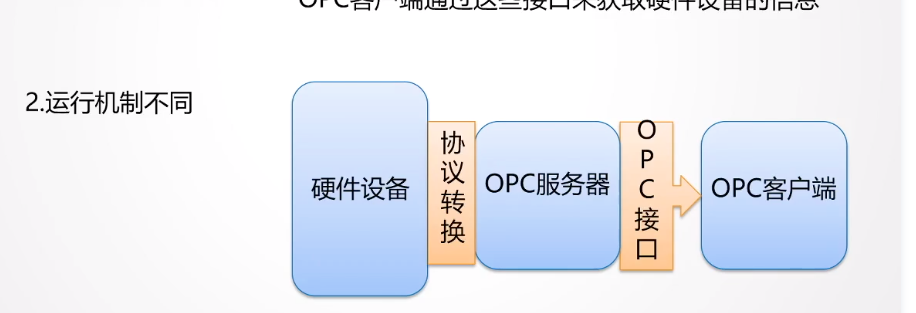 OPC客户端通过这些接口来获取硬件设备的信息
2.运行机制不同
硬件设备
协议转换
OPC服务器
OPC接口
OPC客户端